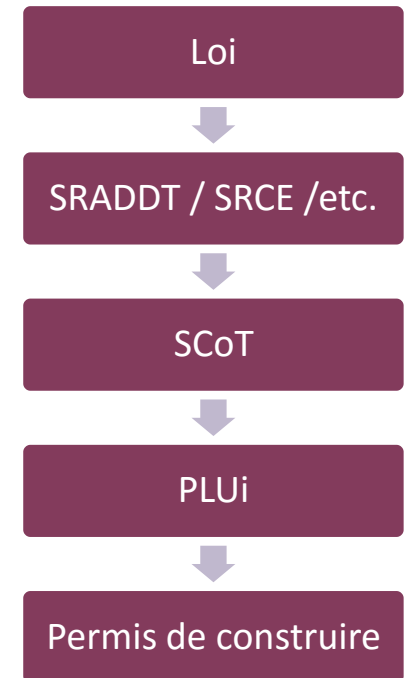 Loi
SRADDT / SRCE /etc.
SCoT
PLUi
Permis de construire